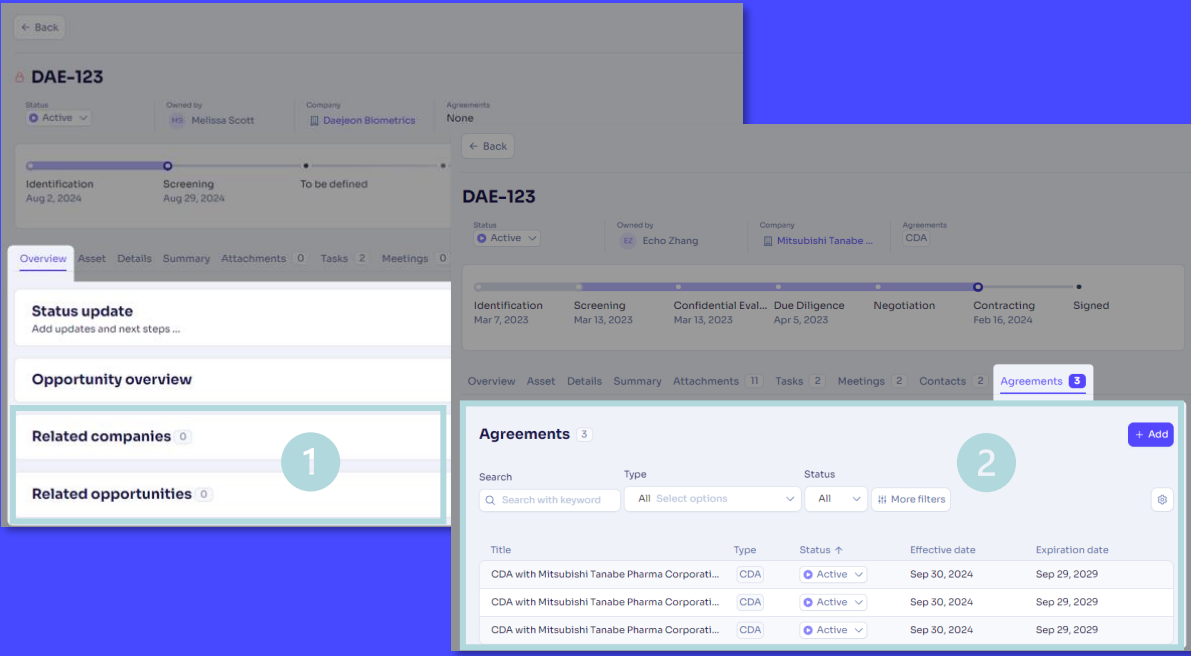 Back
DAE-123
Status Owned by Company Agreements
Active MS Melissa Scott Daejeon Biometrics None
Identification Screening To be defined
Aug 2, 2024 Aug 29, 2024
Overview Asset Details Summary Attachments 0 Tasks 2 Meetings 0
Status update
Add updates and next steps ...
Opportunity overview
Related companies 0
1
Related opportunities 0
Back
DAE-123
Status Owned by Company Agreements
Active EZ Echo Zhang Mitsubishi Tanabe ... CDA
Identification Screening Confidential Eval... Due Diligence Negotiation Contracting Signed
Mar 7, 2023 Mar 13, 2023 Mar 13, 2023 Apr 5, 2023 Feb 16, 2024
Overview Asset Details Summary Attachments 11 Tasks 2 Meetings 2 Contacts 2 Agreements 3
Agreements 3 + Add
2
Search Type Status
Search with keyword All Select options All More filters
Title Type Status ↑ Effective date Expiration date
CDA with Mitsubishi Tanabe Pharma Corporati... CDA Active Sep 30, 2024 Sep 29, 2029
CDA with Mitsubishi Tanabe Pharma Corporati... CDA Active Sep 30, 2024 Sep 29, 2029
CDA with Mitsubishi Tanabe Pharma Corporati... CDA Active Sep 30, 2024 Sep 29, 2029